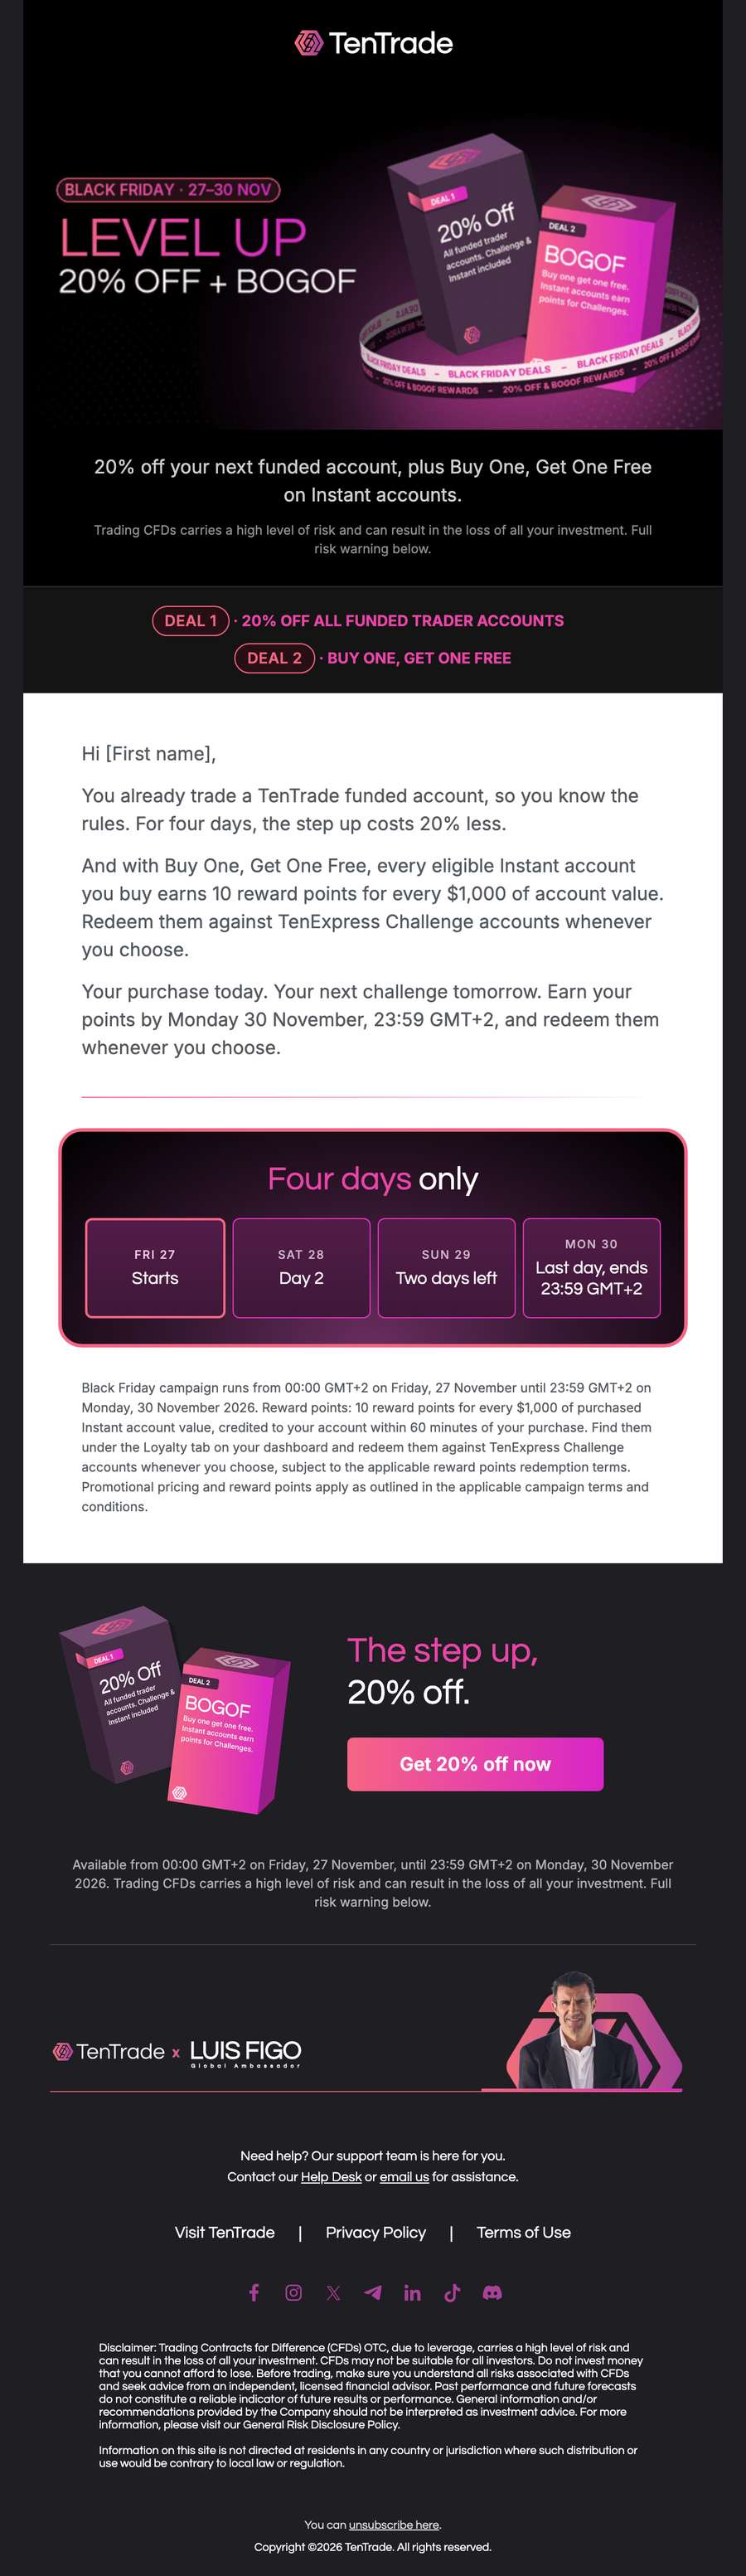 TenTrade
BLACK FRIDAY · 27–30 NOV
LEVEL UP
20% OFF + BOGOF
DEAL 1
20% Off
All funded trader
accounts. Challenge &
Instant included
DEAL 2
BOGOF
Buy one get one free.
Instant accounts earn
points for Challenges.
BLACK FRIDAY DEALS – BLACK FRIDAY DEALS – BLACK FRIDAY DEALS
20% OFF & BOGOF REWARDS – 20% OFF & BOGOF REWARDS
20% off your next funded account, plus Buy One, Get One Free
on Instant accounts.
Trading CFDs carries a high level of risk and can result in the loss of all your investment. Full
risk warning below.
DEAL 1 · 20% OFF ALL FUNDED TRADER ACCOUNTS
DEAL 2 · BUY ONE, GET ONE FREE
Hi [First name],
You already trade a TenTrade funded account, so you know the
rules. For four days, the step up costs 20% less.
And with Buy One, Get One Free, every eligible Instant account
you buy earns 10 reward points for every $1,000 of account value.
Redeem them against TenExpress Challenge accounts whenever
you choose.
Your purchase today. Your next challenge tomorrow. Earn your
points by Monday 30 November, 23:59 GMT+2, and redeem them
whenever you choose.
Four days only
FRI 27
Starts
SAT 28
Day 2
SUN 29
Two days left
MON 30
Last day, ends
23:59 GMT+2
Black Friday campaign runs from 00:00 GMT+2 on Friday, 27 November until 23:59 GMT+2 on
Monday, 30 November 2026. Reward points: 10 reward points for every $1,000 of purchased
Instant account value, credited to your account within 60 minutes of your purchase. Find them
under the Loyalty tab on your dashboard and redeem them against TenExpress Challenge
accounts whenever you choose, subject to the applicable reward points redemption terms.
Promotional pricing and reward points apply as outlined in the applicable campaign terms and
conditions.
DEAL 1
20% Off
All funded trader
accounts. Challenge &
Instant included
DEAL 2
BOGOF
Buy one get one free.
Instant accounts earn
points for Challenges.
The step up,
20% off.
Get 20% off now
Available from 00:00 GMT+2 on Friday, 27 November, until 23:59 GMT+2 on Monday, 30 November
2026. Trading CFDs carries a high level of risk and can result in the loss of all your investment. Full
risk warning below.
TenTrade x LUIS FIGO
Global Ambassador
Need help? Our support team is here for you.
Contact our Help Desk or email us for assistance.
Visit TenTrade | Privacy Policy | Terms of Use
Disclaimer: Trading Contracts for Difference (CFDs) OTC, due to leverage, carries a high level of risk and
can result in the loss of all your investment. CFDs may not be suitable for all investors. Do not invest money
that you cannot afford to lose. Before trading, make sure you understand all risks associated with CFDs
and seek advice from an independent, licensed financial advisor. Past performance and future forecasts
do not constitute a reliable indicator of future results or performance. General information and/or
recommendations provided by the Company should not be interpreted as investment advice. For more
information, please visit our General Risk Disclosure Policy.
Information on this site is not directed at residents in any country or jurisdiction where such distribution or
use would be contrary to local law or regulation.
You can unsubscribe here.
Copyright ©2026 TenTrade. All rights reserved.